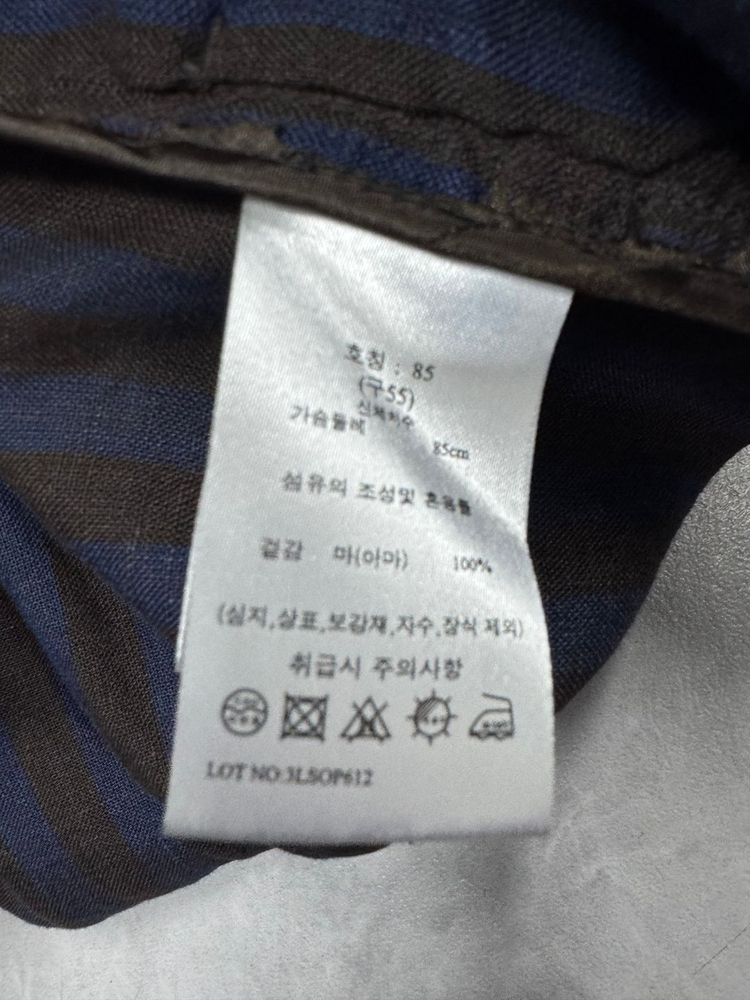 호칭 : 85
(구55)
신체치수
가슴둘레 85cm
섬유의 조성및 혼용률
겉감 마(아마) 100%
(심지,상표,보강재,자수,장식 제외)
취급시 주의사항
LOT NO:3LSOP612